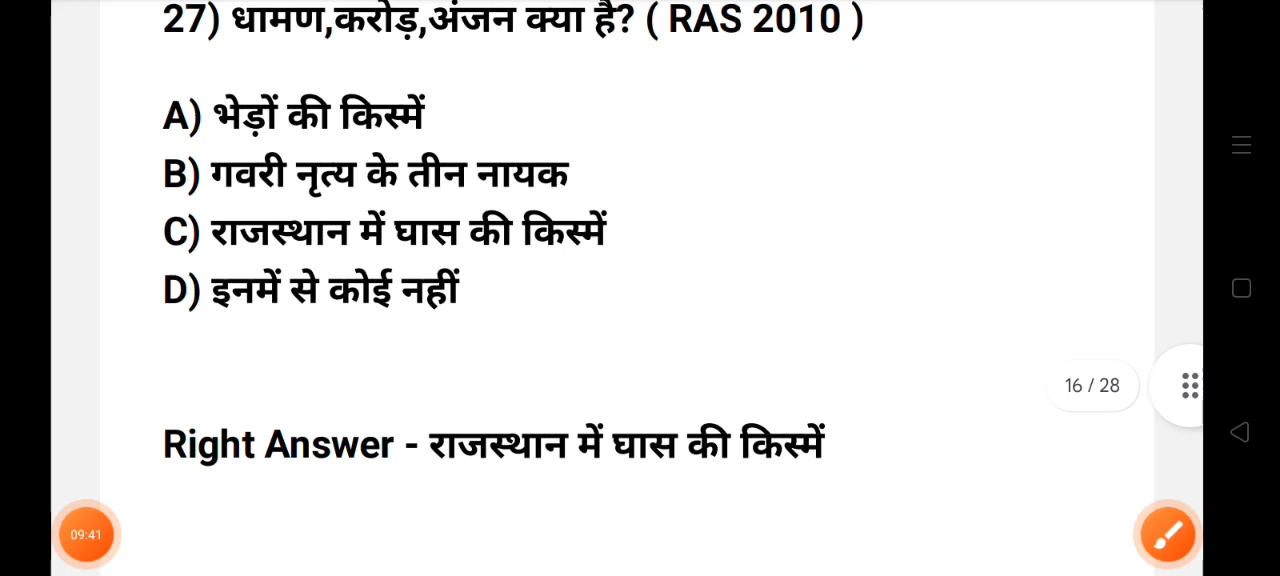 27) धामण,करोड़,अंजन क्या है? ( RAS 2010 )
A) भेड़ों की किस्में
B) गवरी नृत्य के तीन नायक
C) राजस्थान में घास की किस्में
D) इनमें से कोई नहीं
16 / 28
Right Answer - राजस्थान में घास की किस्में
09:41